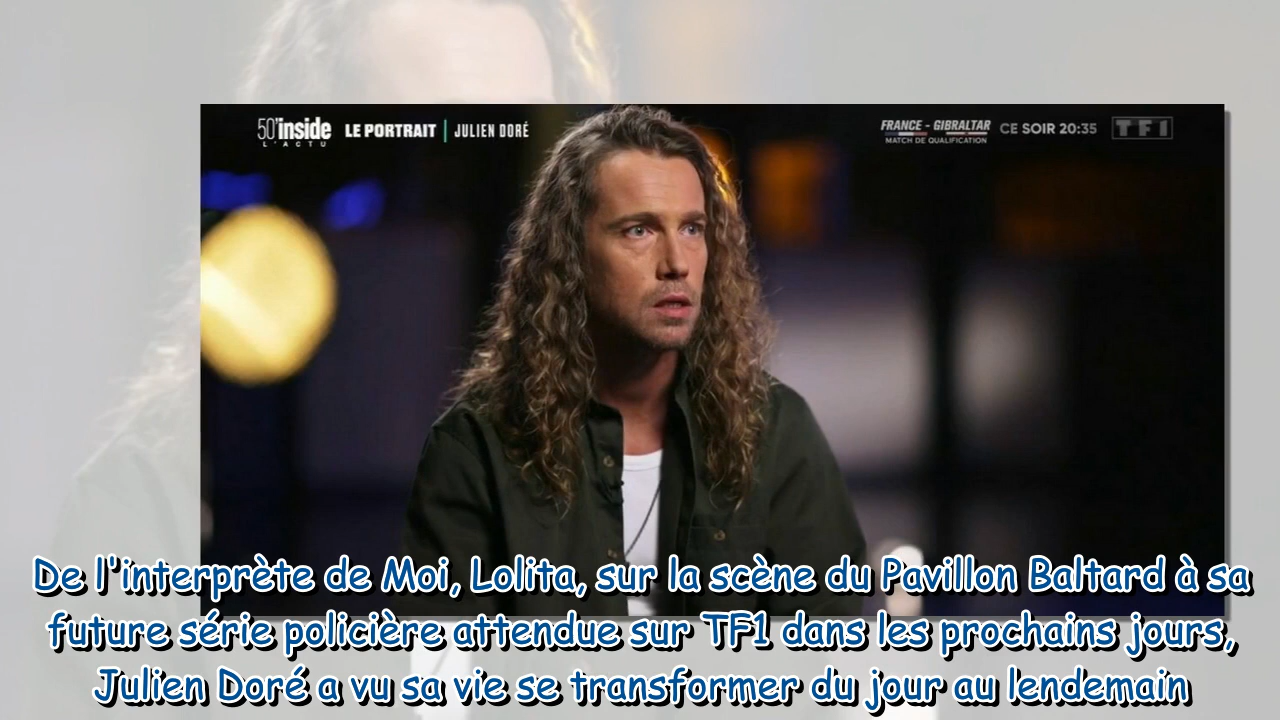 50'inside
L'ACTU
LE PORTRAIT | JULIEN DORÉ
FRANCE - GIBRALTAR
MATCH DE QUALIFICATION
CE SOIR 20:35
TF1
De l'interprète de Moi, Lolita, sur la scène du Pavillon Baltard à sa
future série policière attendue sur TF1 dans les prochains jours,
Julien Doré a vu sa vie se transformer du jour au lendemain